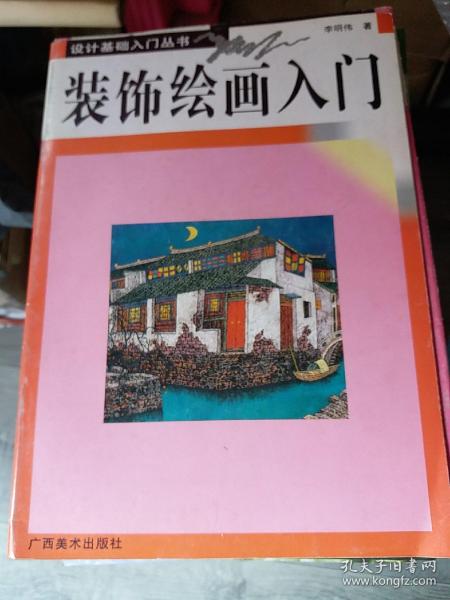 设计基础入门丛书
李明伟 著
装饰绘画入门
广西美术出版社
孔夫子旧书网
www.kongfz.com